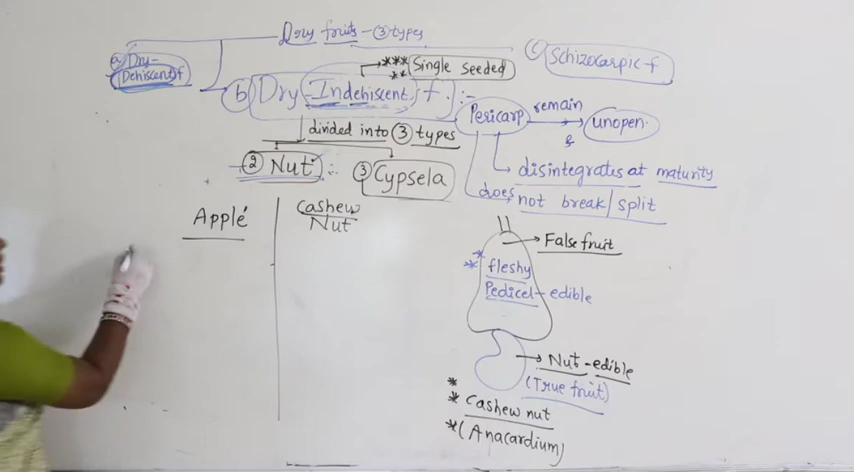 Dry fruits - ③ types
a) Dry-
(Dehiscent) f
*** Single seeded
**
c) Schizocarpic-f
b) Dry Indehiscent f. :-
Pericarp remain unopen.
&
divided into ③ types
disintegrates at maturity
does not break / split
② Nut :-
③ Cypsela
Apple
Cashew
Nut
False fruit
*
* fleshy
Pedicel - edible
Nut - edible
(True fruit)
*
* Cashew nut
* (Anacardium)